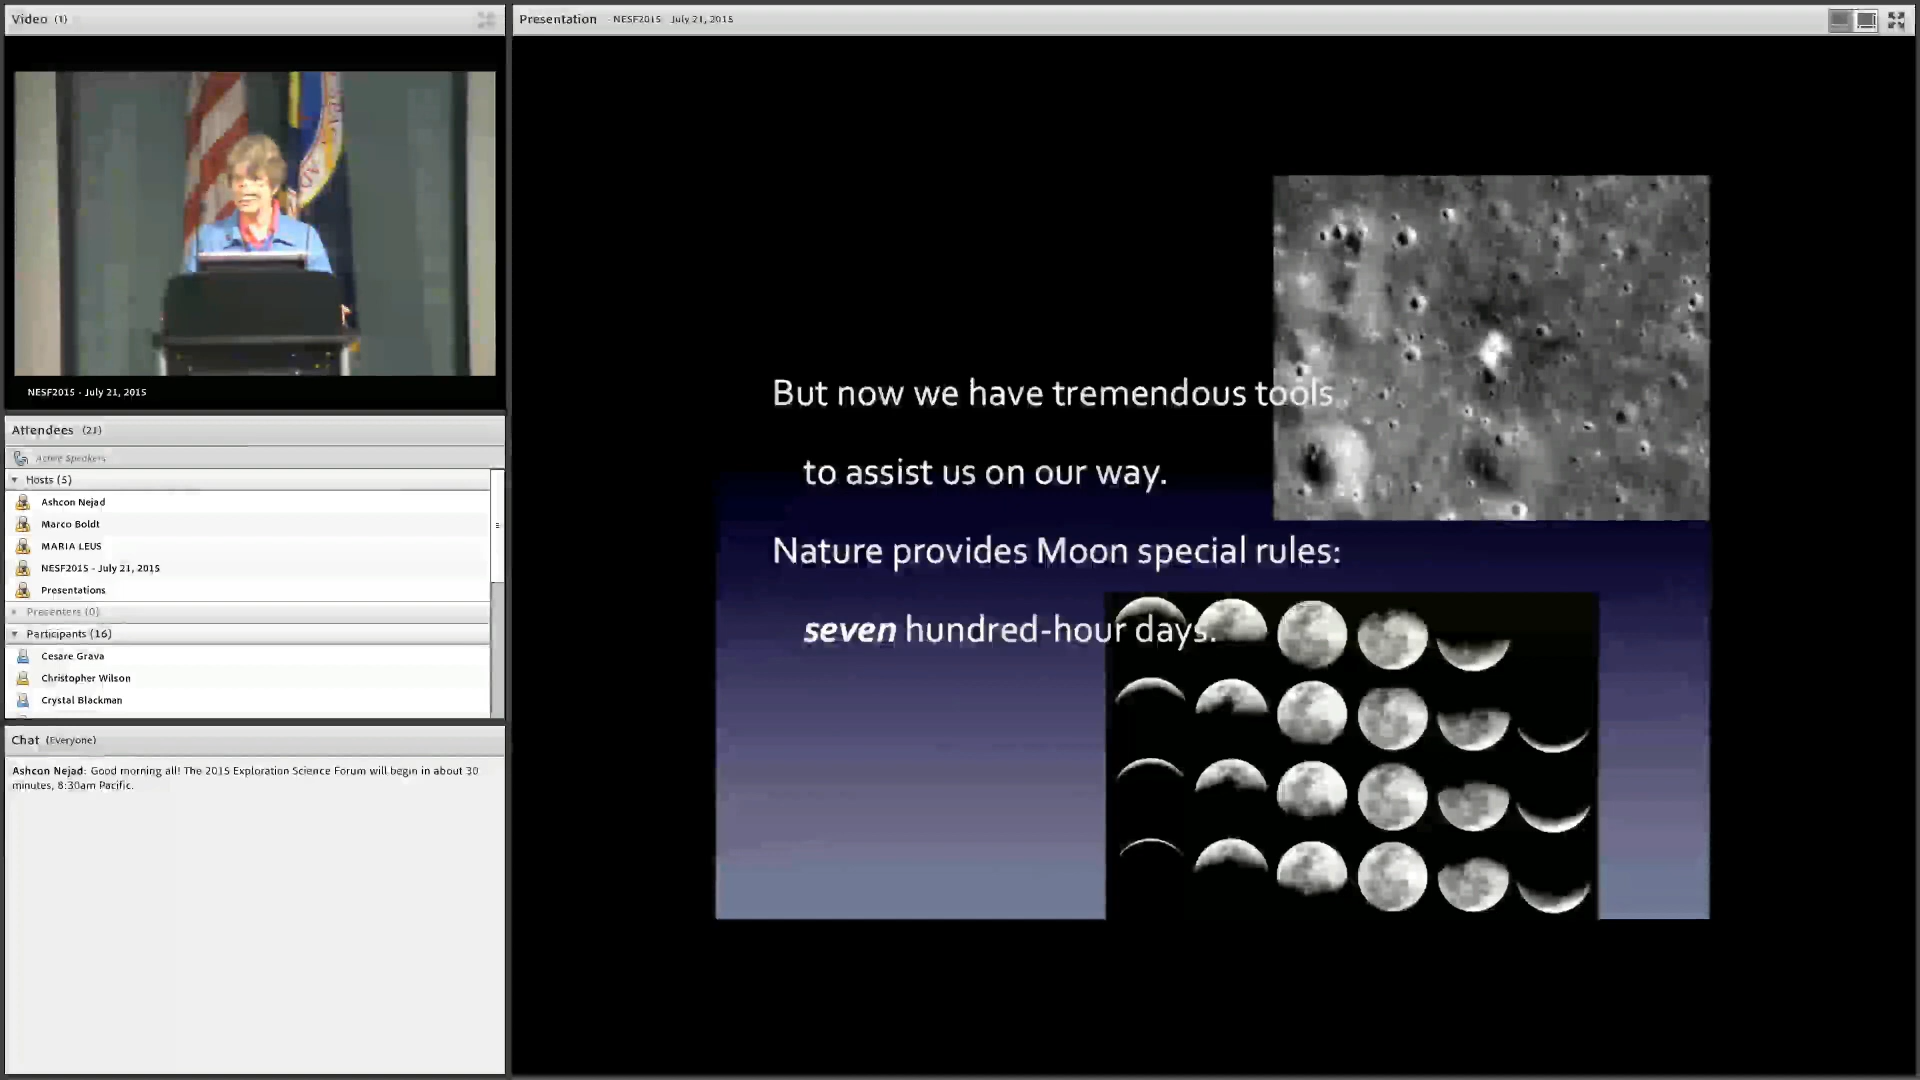 Video (1)
NESF2015 - July 21, 2015
Attendees (21)
Active Speakers
Hosts (5)
Ashcon Nejad
Marco Boldt
MARIA LEUS
NESF2015 - July 21, 2015
Presentations
Presenters (0)
Participants (16)
Cesare Grava
Christopher Wilson
Crystal Blackman
Chat (Everyone)
Ashcon Nejad: Good morning all! The 2015 Exploration Science Forum will begin in about 30
minutes, 8:30am Pacific.
Presentation - NESF2015 July 21, 2015
But now we have tremendous tools
to assist us on our way.
Nature provides Moon special rules:
seven hundred-hour days.